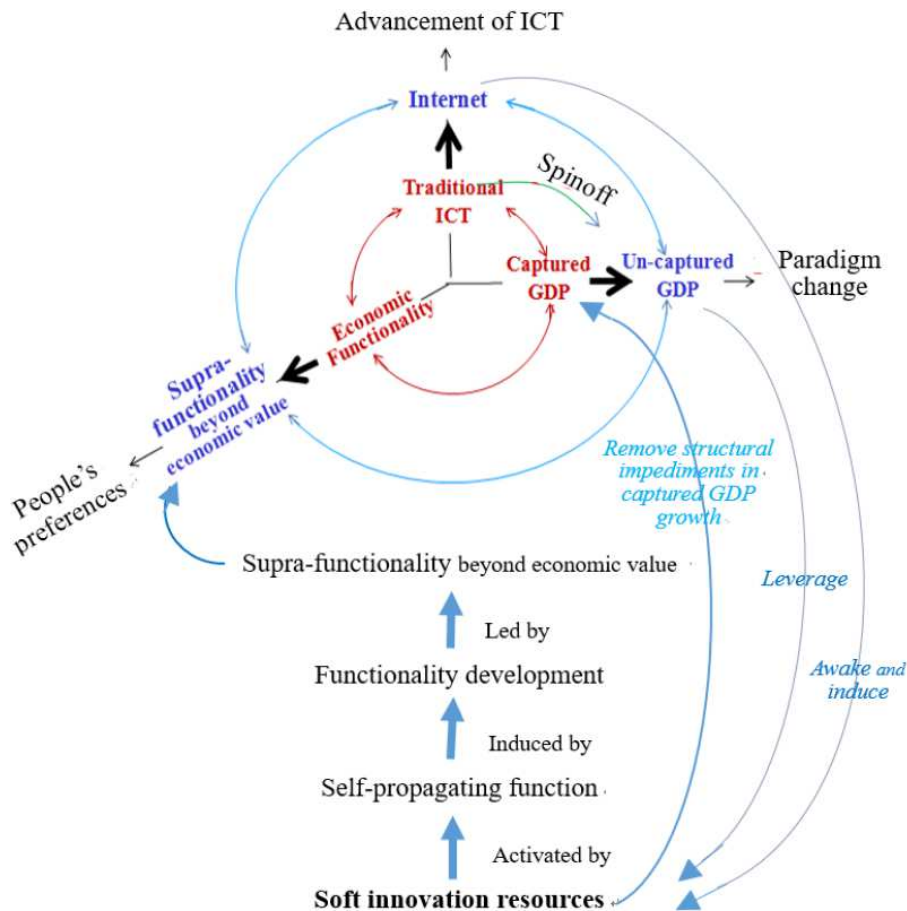 Advancement of ICT
Internet
Spinoff
Traditional
ICT
Captured
GDP
Un-captured
GDP
Paradigm
change
Economic
Functionality
Supra-
functionality
beyond
economic value
People's
preferences
Remove structural
impediments in
captured GDP
growth
Supra-functionality beyond economic value
Leverage
Led by
Functionality development
Awake and
induce
Induced by
Self-propagating function
Activated by
Soft innovation resources